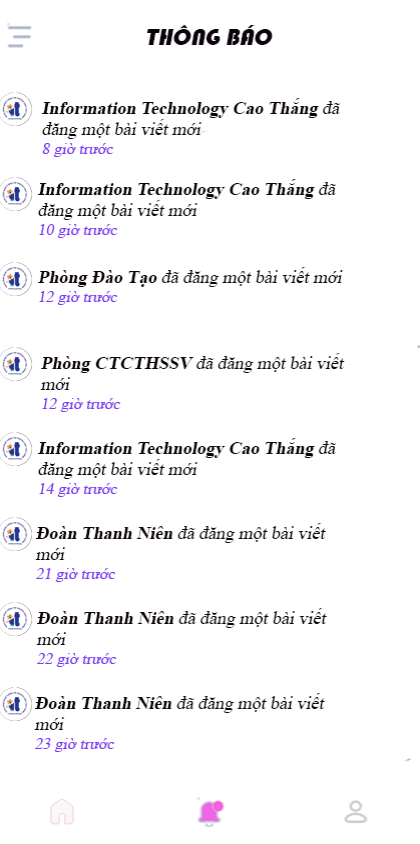 THÔNG BÁO
Information Technology Cao Thắng đã
đăng một bài viết mới
8 giờ trước
Information Technology Cao Thắng đã
đăng một bài viết mới
10 giờ trước
Phòng Đào Tạo đã đăng một bài viết mới
12 giờ trước
Phòng CTCTHSSV đã đăng một bài viết
mới
12 giờ trước
Information Technology Cao Thắng đã
đăng một bài viết mới
14 giờ trước
Đoàn Thanh Niên đã đăng một bài viết
mới
21 giờ trước
Đoàn Thanh Niên đã đăng một bài viết
mới
22 giờ trước
Đoàn Thanh Niên đã đăng một bài viết
mới
23 giờ trước